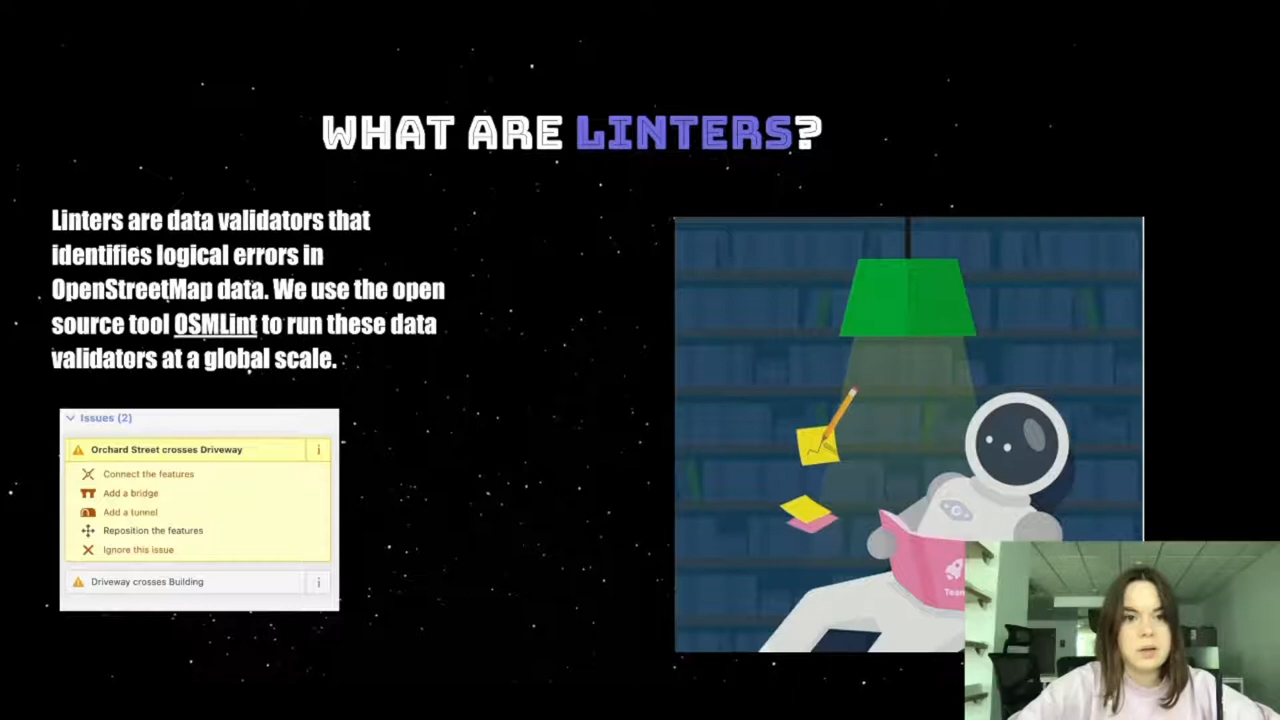 WHAT ARE LINTERS?
Linters are data validators that
identifies logical errors in
OpenStreetMap data. We use the open
source tool OSMLint to run these data
validators at a global scale.
Issues (2)
Orchard Street crosses Driveway
i
Connect the features
Add a bridge
Add a tunnel
Reposition the features
Ignore this issue
Driveway crosses Building
i